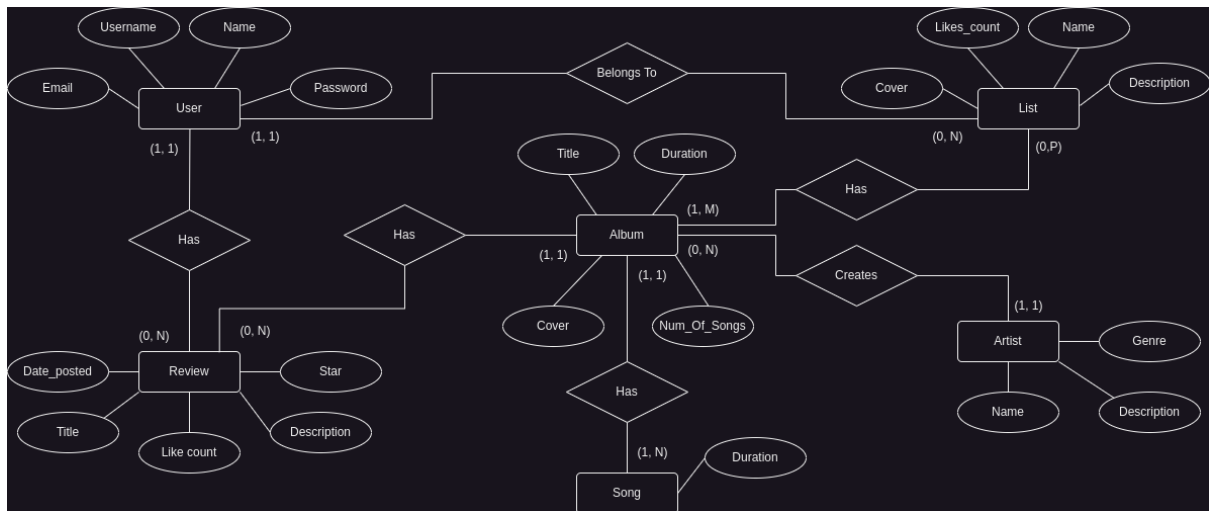 Username
Name
Likes_count
Name
Email
Password
Belongs To
Cover
Description
User
List
(1, 1)
(1, 1)
(0, N)
(0,P)
Title
Duration
Has
(1, M)
Has
Has
Album
(1, 1)
(0, N)
(1, 1)
Creates
(1, 1)
Cover
Num_Of_Songs
(0, N)
(0, N)
Artist
Genre
Date_posted
Review
Star
Has
Name
Description
Title
Like count
Description
(1, N)
Duration
Song